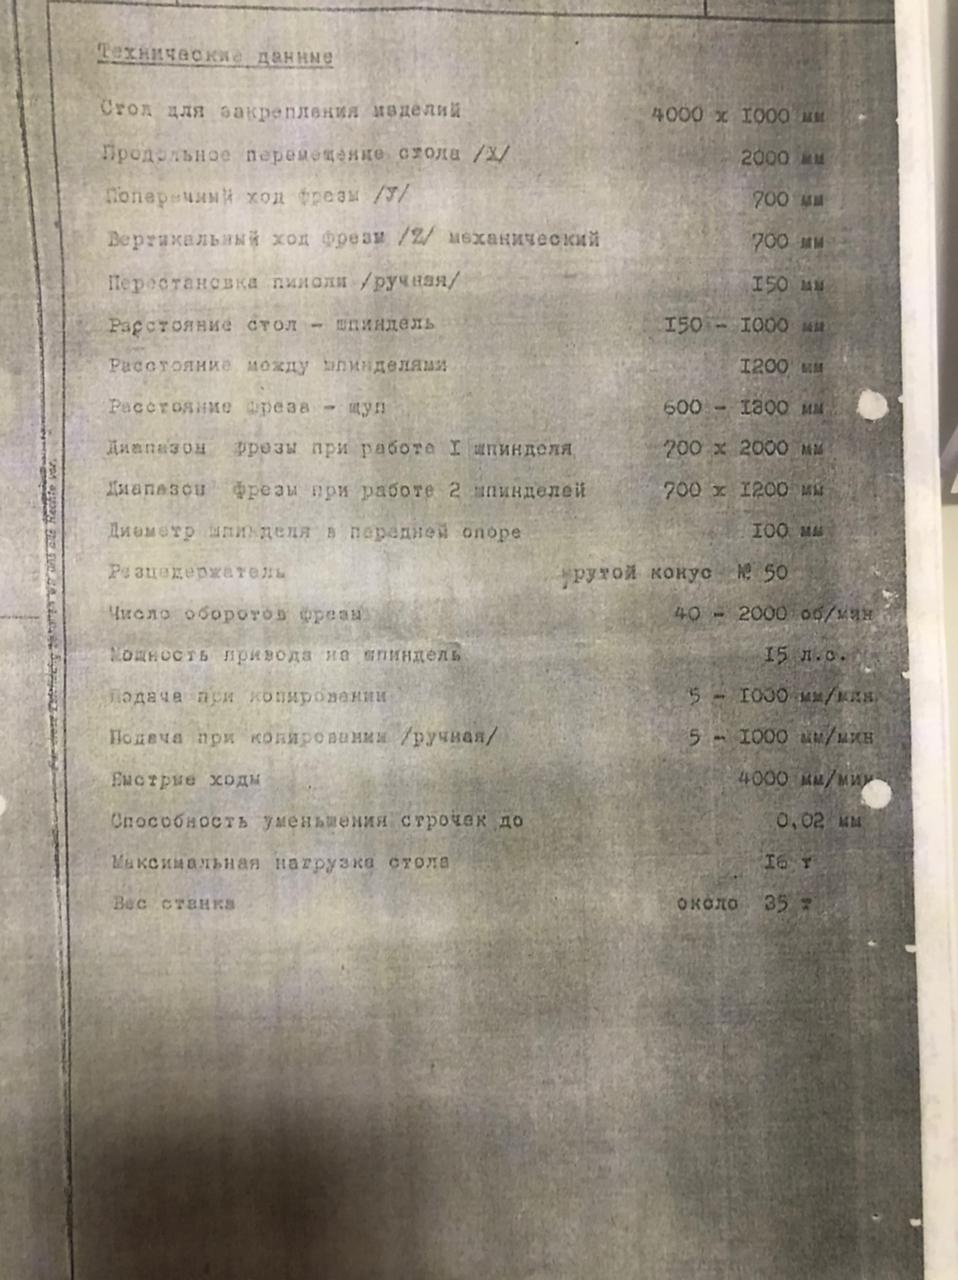 Технические данные
Стол для закрепления изделий 4000 x 1000 мм
Продольное перемещение стола /X/ 2000 мм
Поперечный ход фрезы /У/ 700 мм
Вертикальный ход фрезы /Z/ механический 700 мм
Перестановка пиноли /ручная/ 150 мм
Расстояние стол - шпиндель 150 - 1000 мм
Расстояние между шпинделями 1200 мм
Расстояние фреза - щуп 600 - 1300 мм
Диапазон фрезы при работе I шпинделя 700 x 2000 мм
Диапазон фрезы при работе 2 шпинделей 700 x 1200 мм
Диаметр шпинделя в передней опоре 100 мм
Резцедержатель крутой конус № 50
Число оборотов фрезы 40 - 2000 об/мин
Мощность привода на шпиндель 15 л.с.
Подача при копировании 5 - 1000 мм/мин.
Подача при копировании /ручная/ 5 - 1000 мм/мин
Быстрые ходы 4000 мм/мин
Способность уменьшения строчек до 0,02 мм
Максимальная нагрузка стола 16 т
Вес станка около 35 т